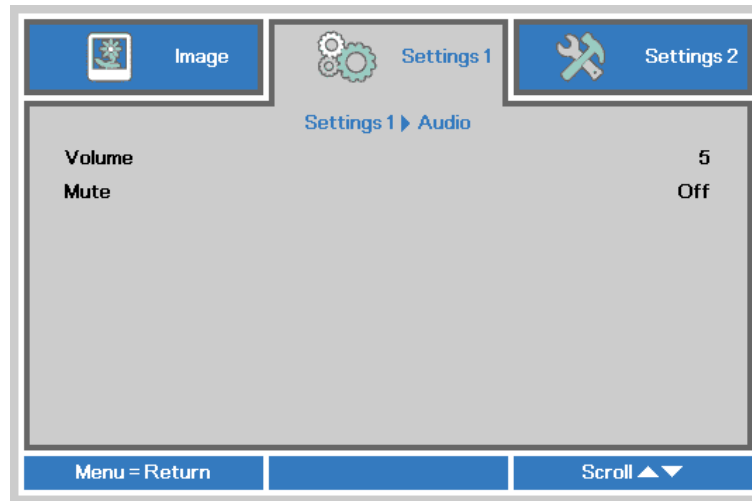 Image
Settings 1
Settings 2
Settings 1 Audio
Volume 5
Mute Off
Menu = Return
Scroll